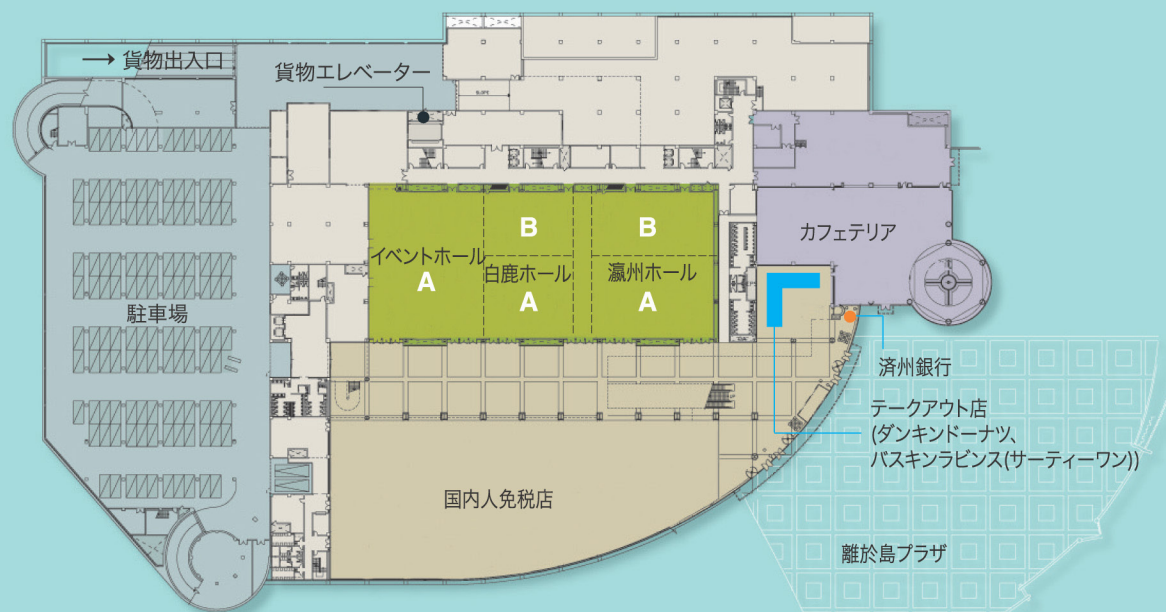 → 貨物出入口
貨物エレベーター
SLOPE
B
B
カフェテリア
イベントホール
白鹿ホール
瀛州ホール
A
A
A
駐車場
済州銀行
テークアウト店
(ダンキンドーナツ、
バスキンラビンス(サーティーワン))
国内人免税店
離於島プラザ